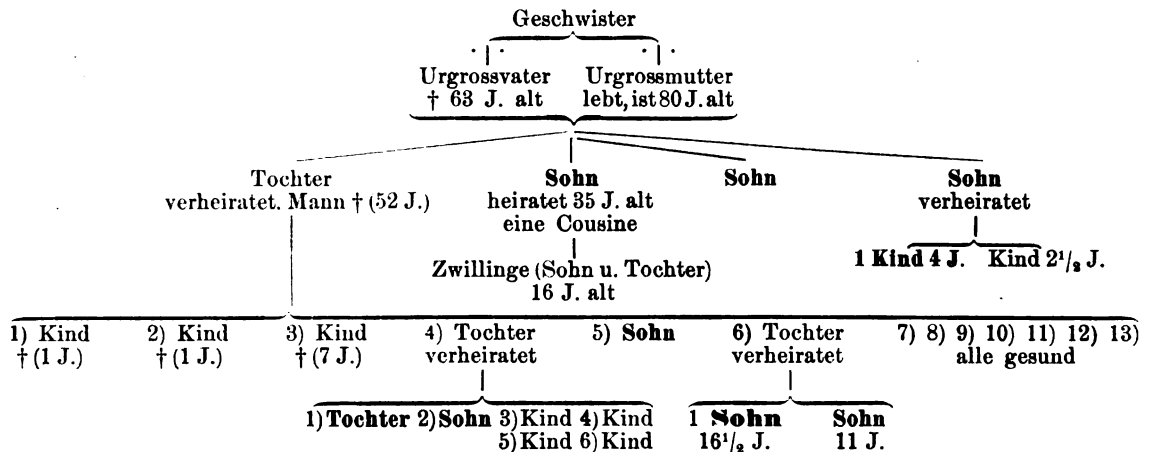 Geschwister
Urgrossvater Urgrossmutter
† 63 J. alt lebt, ist 80 J. alt
Tochter Sohn Sohn Sohn
verheiratet. Mann † (52 J.) heiratet 35 J. alt verheiratet
eine Cousine
1 Kind 4 J. Kind 2¹/₂ J.
Zwillinge (Sohn u. Tochter)
16 J. alt
1) Kind 2) Kind 3) Kind 4) Tochter 5) Sohn 6) Tochter 7) 8) 9) 10) 11) 12) 13)
† (1 J.) † (1 J.) † (7 J.) verheiratet verheiratet alle gesund
1) Tochter 2) Sohn 3) Kind 4) Kind 1 Sohn Sohn
5) Kind 6) Kind 16¹/₂ J. 11 J.